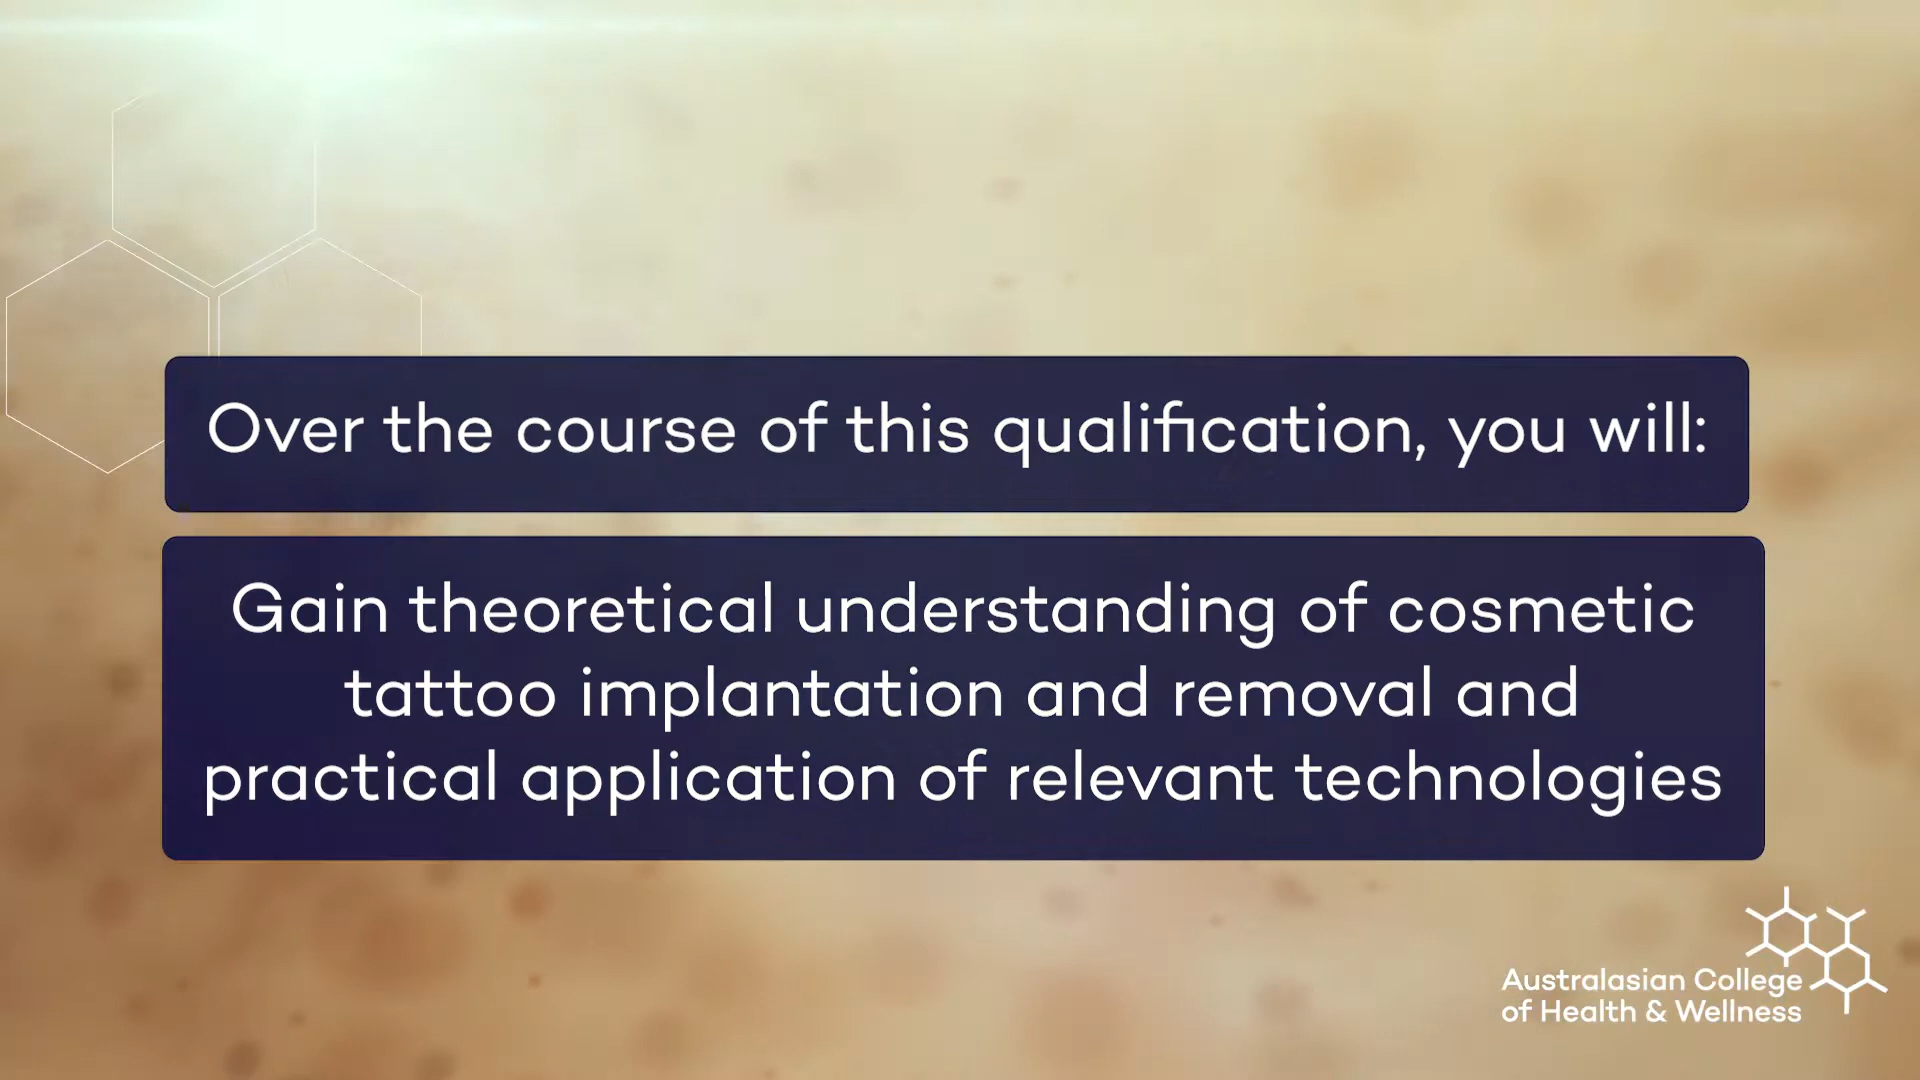 Over the course of this qualification, you will:
Gain theoretical understanding of cosmetic
tattoo implantation and removal and
practical application of relevant technologies
Australasian College
of Health & Wellness